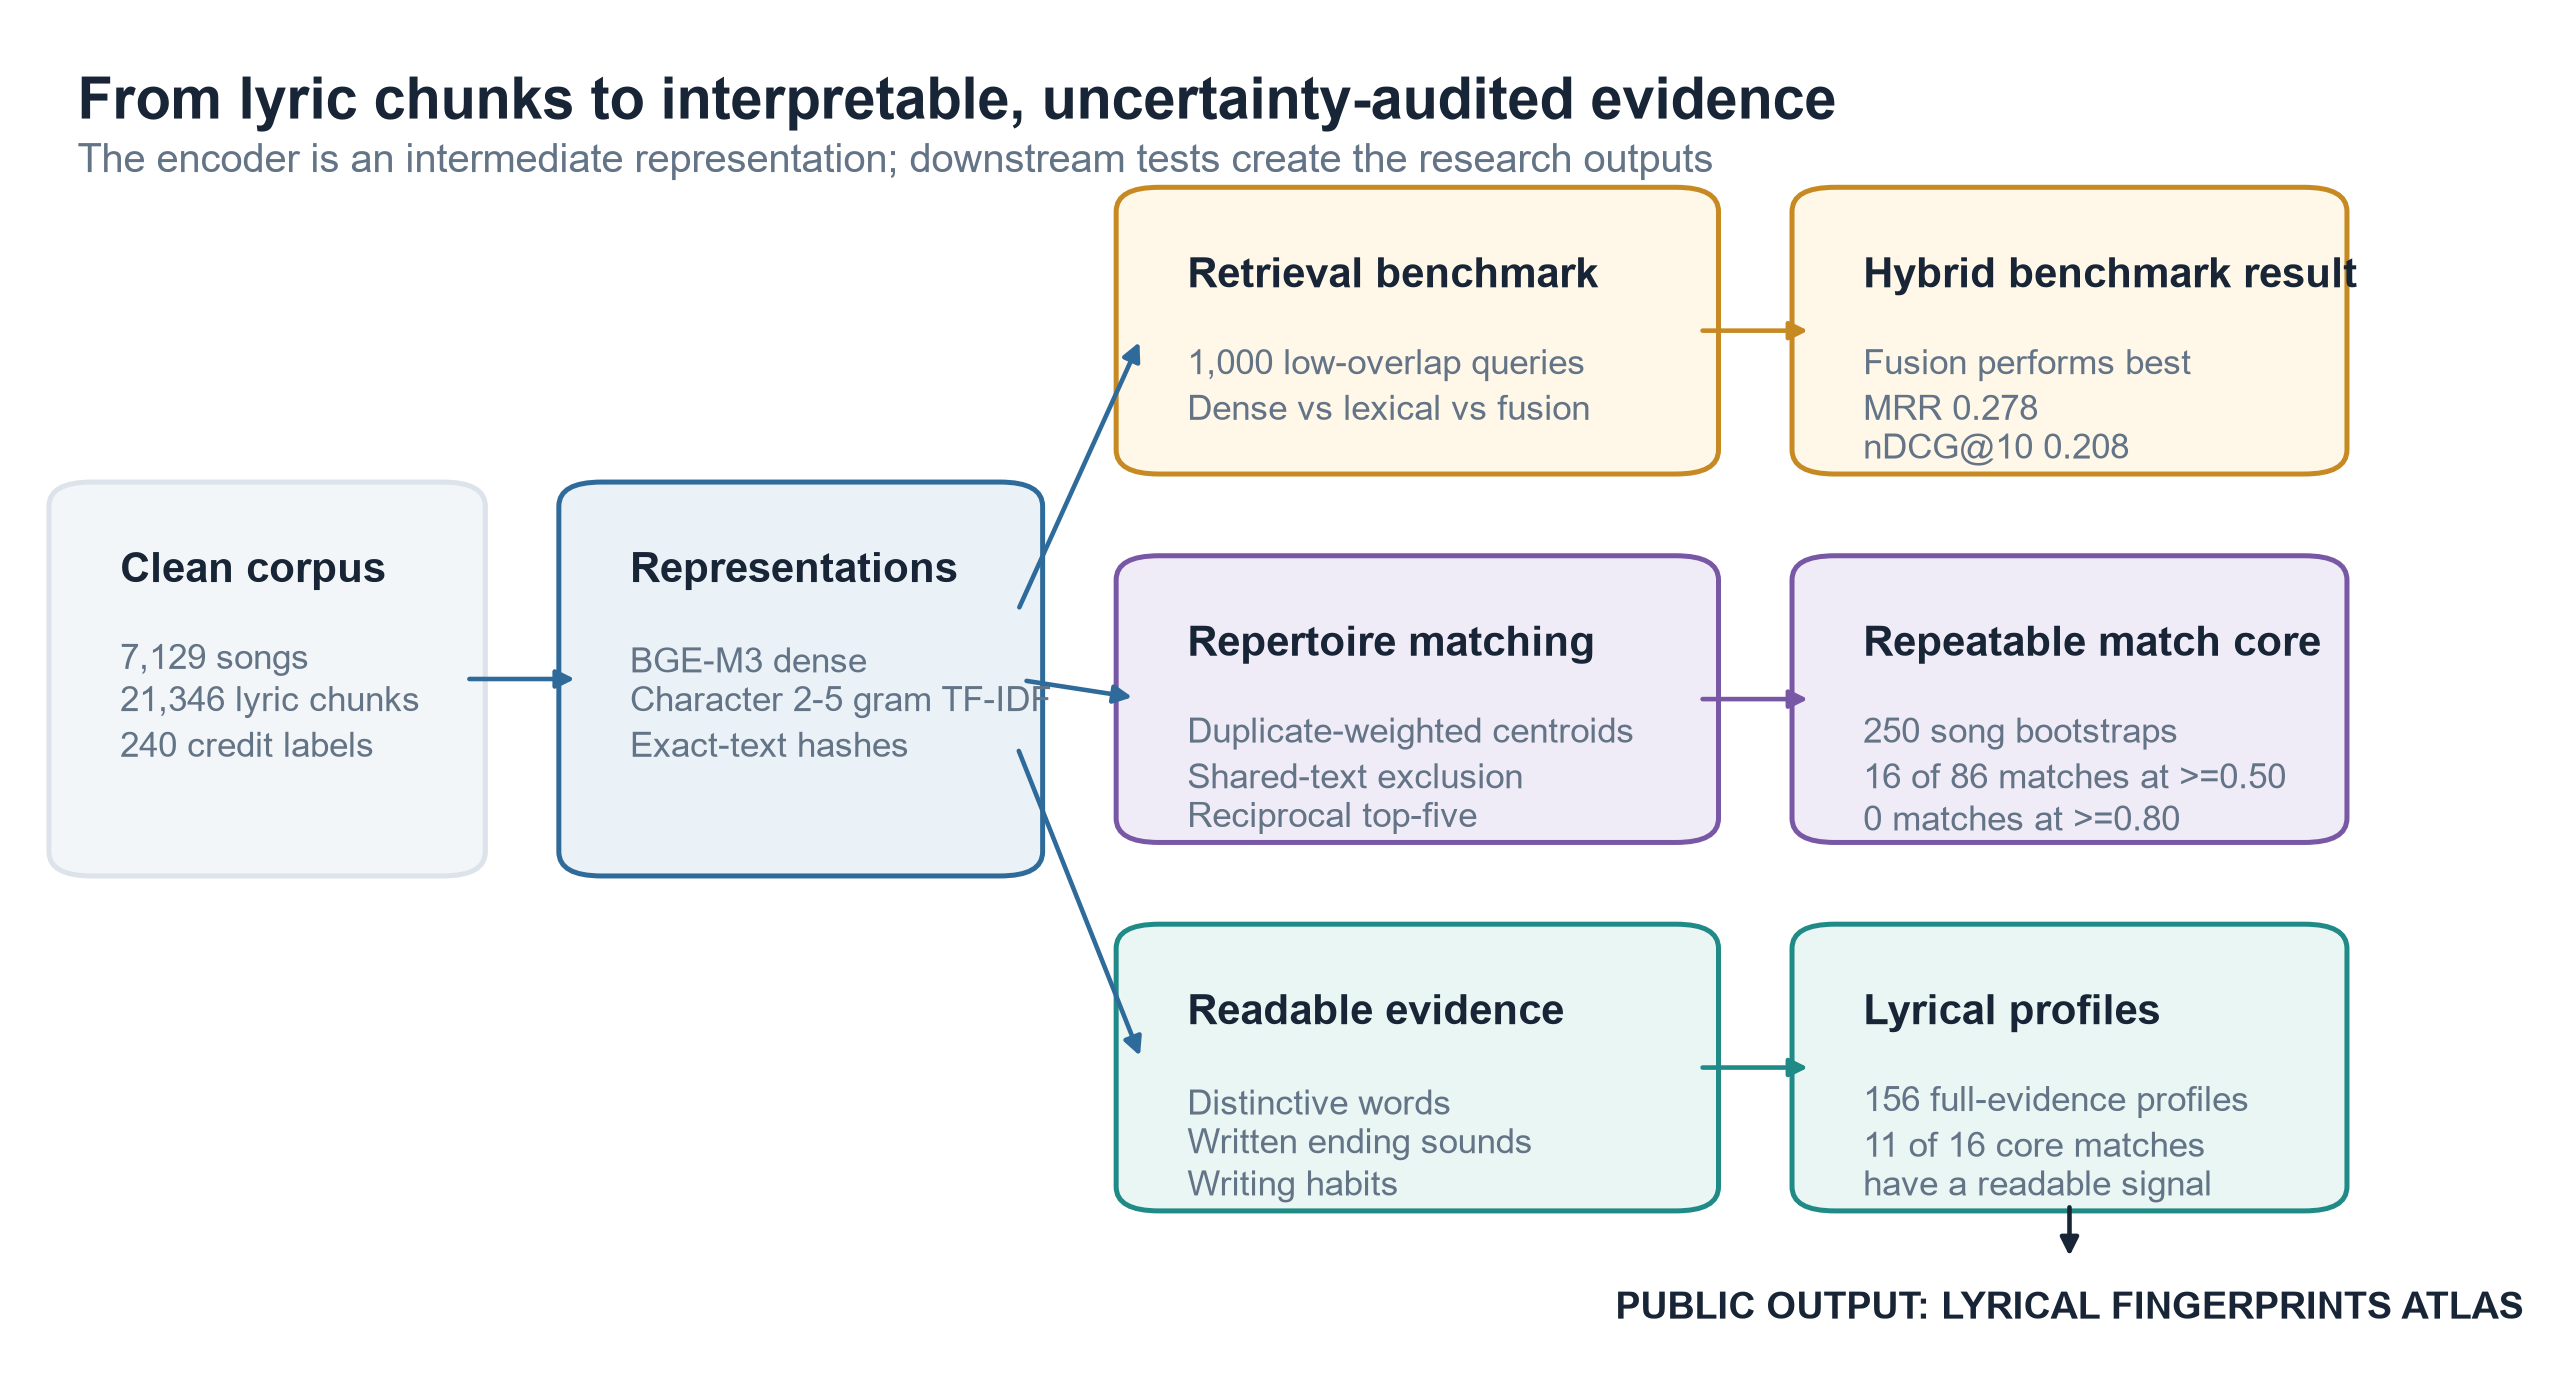 From lyric chunks to interpretable, uncertainty-audited evidence
The encoder is an intermediate representation; downstream tests create the research outputs
Clean corpus
7,129 songs
21,346 lyric chunks
240 credit labels
Representations
BGE-M3 dense
Character 2-5 gram TF-IDF
Exact-text hashes
Retrieval benchmark
1,000 low-overlap queries
Dense vs lexical vs fusion
Hybrid benchmark result
Fusion performs best
MRR 0.278
nDCG@10 0.208
Repertoire matching
Duplicate-weighted centroids
Shared-text exclusion
Reciprocal top-five
Repeatable match core
250 song bootstraps
16 of 86 matches at >=0.50
0 matches at >=0.80
Readable evidence
Distinctive words
Written ending sounds
Writing habits
Lyrical profiles
156 full-evidence profiles
11 of 16 core matches
have a readable signal
PUBLIC OUTPUT: LYRICAL FINGERPRINTS ATLAS